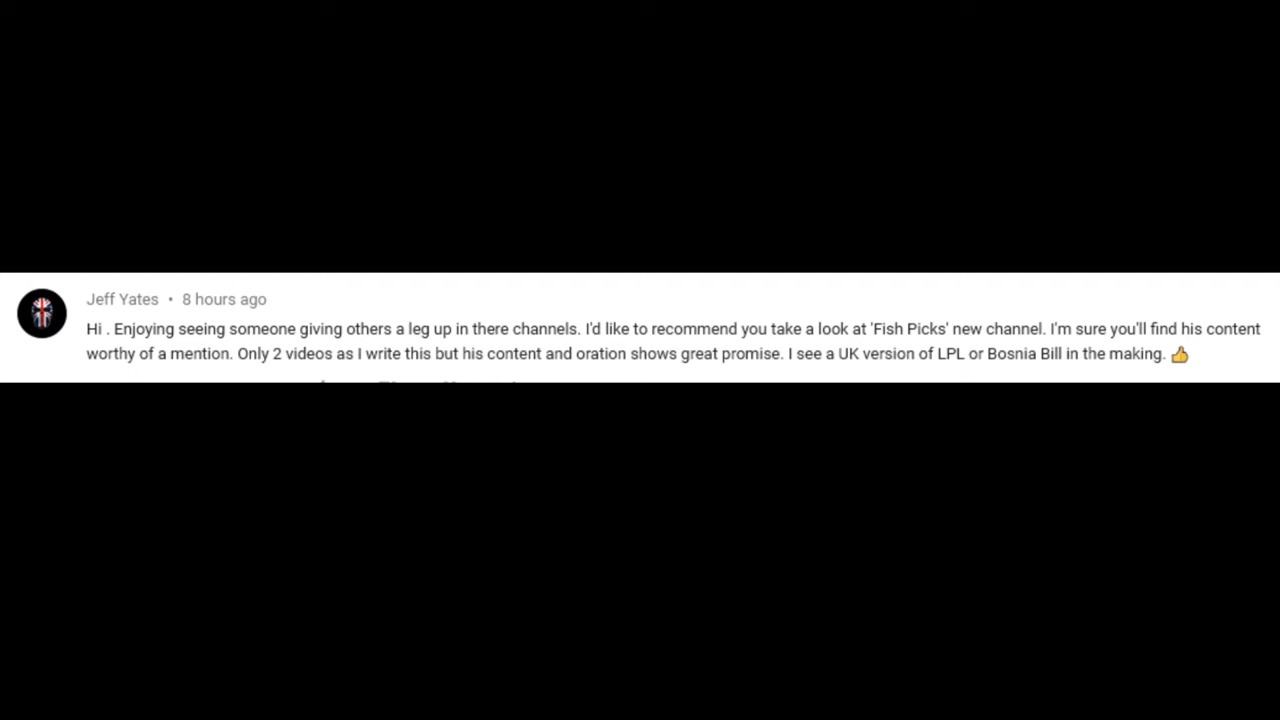 Jeff Yates • 8 hours ago
Hi . Enjoying seeing someone giving others a leg up in there channels. I'd like to recommend you take a look at 'Fish Picks' new channel. I'm sure you'll find his content
worthy of a mention. Only 2 videos as I write this but his content and oration shows great promise. I see a UK version of LPL or Bosnia Bill in the making. 👍